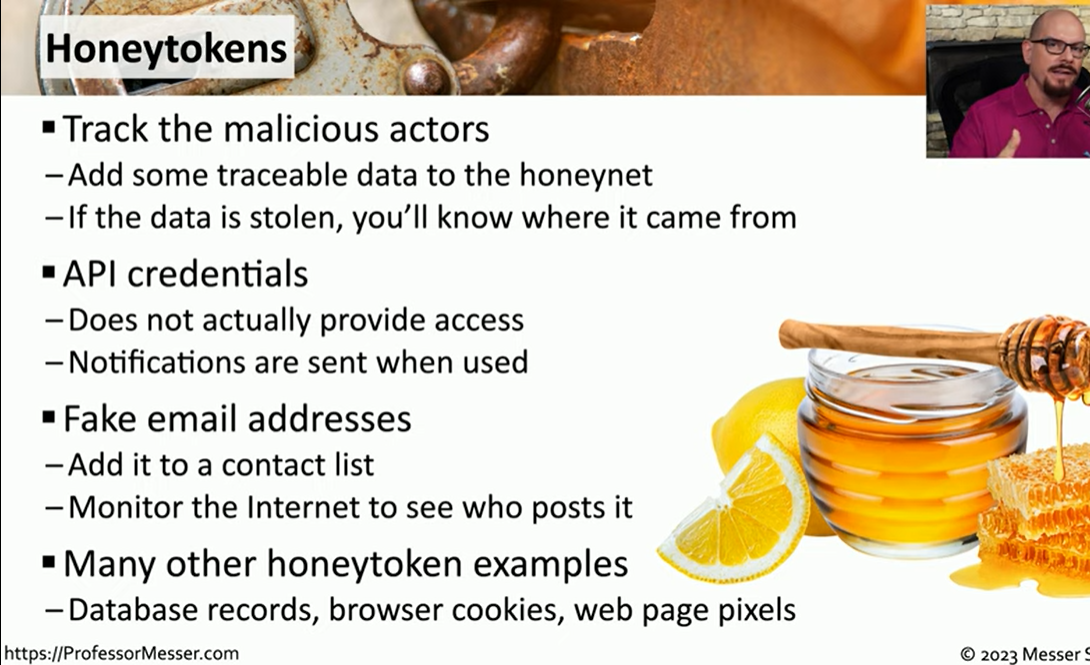 Honeytokens
▪ Track the malicious actors
– Add some traceable data to the honeynet
– If the data is stolen, you’ll know where it came from
▪ API credentials
– Does not actually provide access
– Notifications are sent when used
▪ Fake email addresses
– Add it to a contact list
– Monitor the Internet to see who posts it
▪ Many other honeytoken examples
– Database records, browser cookies, web page pixels
https://ProfessorMesser.com
© 2023 Messer S